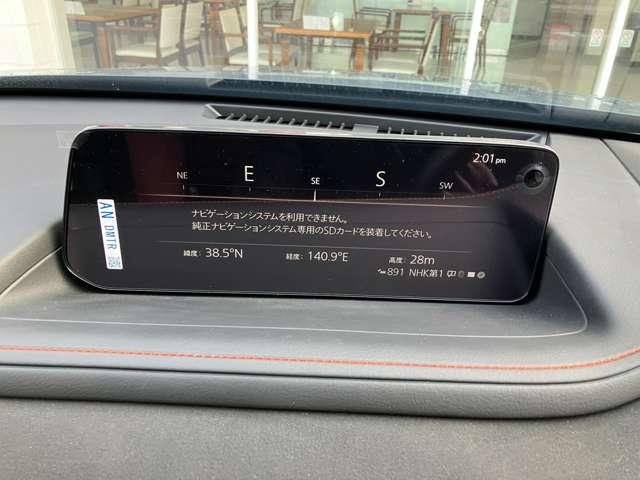 2:01pm
NE E SE S SW
ナビゲーションシステムを利用できません。
純正ナビゲーションシステム専用のSDカードを装着してください。
緯度: 38.5°N 経度: 140.9°E 高度: 28m
891 NHK第1
AN DMTR